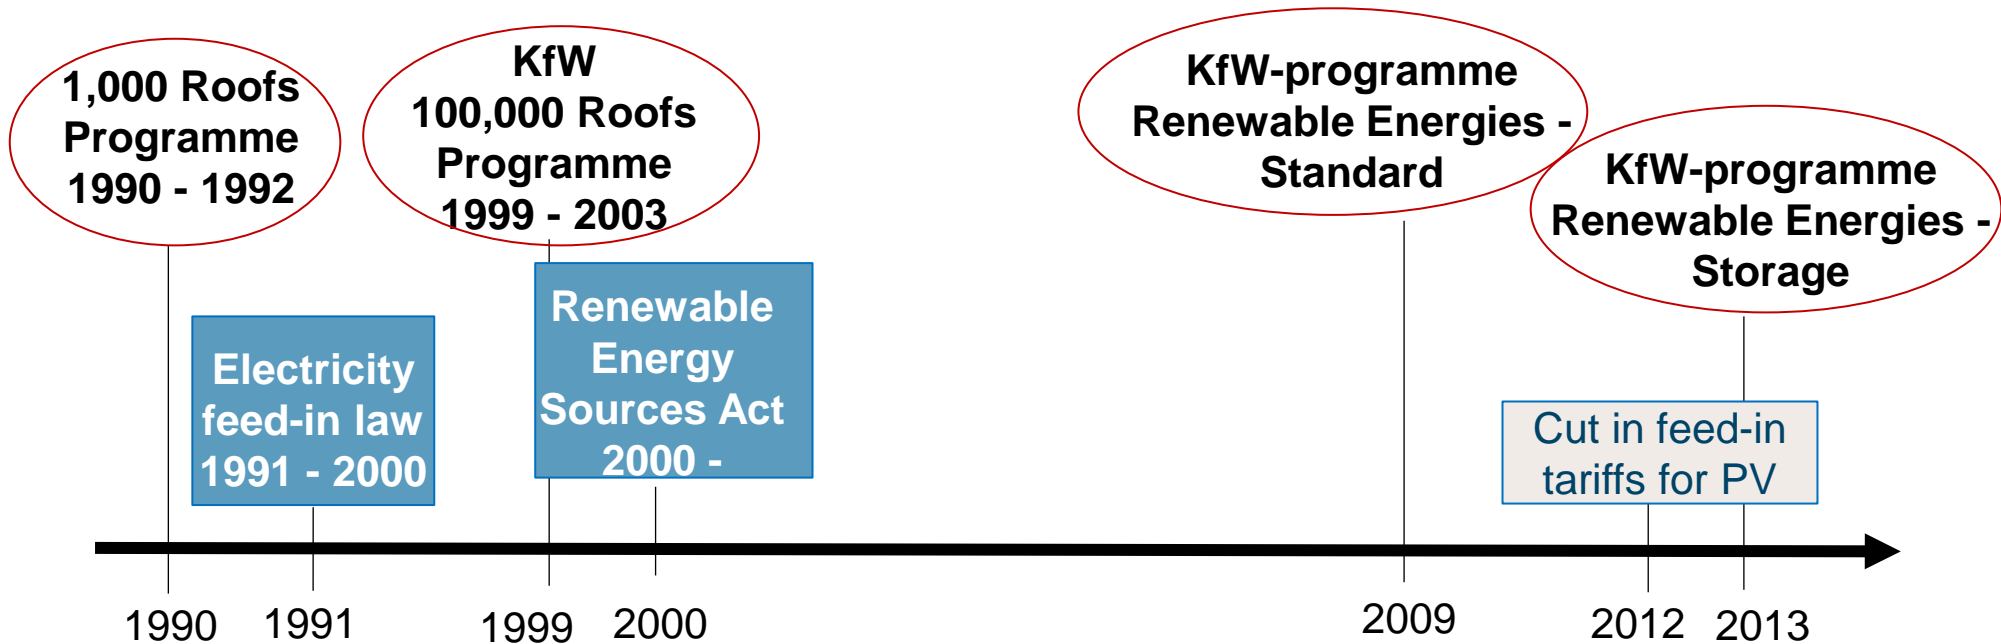 1,000 Roofs
Programme
1990 - 1992
KfW
100,000 Roofs
Programme
1999 - 2003
KfW-programme
Renewable Energies -
Standard
KfW-programme
Renewable Energies -
Storage
Electricity
feed-in law
1991 - 2000
Renewable
Energy
Sources Act
2000 -
Cut in feed-in
tariffs for PV
1990
1991
1999
2000
2009
2012
2013